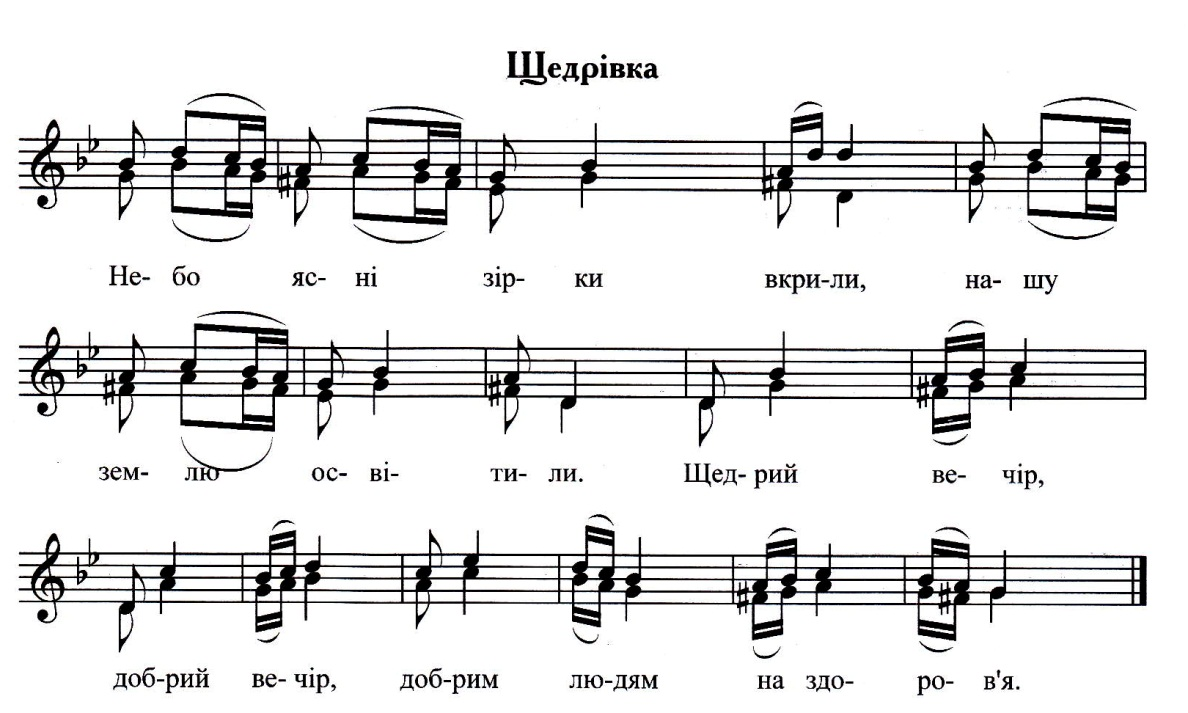 Щедрівка
Не- бо яс- ні зір- ки вкри-ли, на- шу
зем- лю ос- ві- ти- ли. Щед- рий ве- чір,
доб-рий ве- чір, доб-рим лю-дям на здо- ро- в'я.